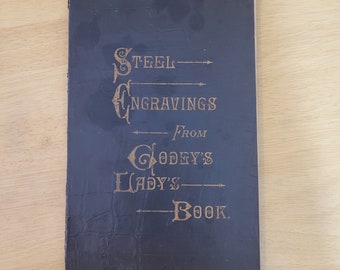 STEEL
ENGRAVINGS
FROM
GODEY'S
LADY'S
BOOK.